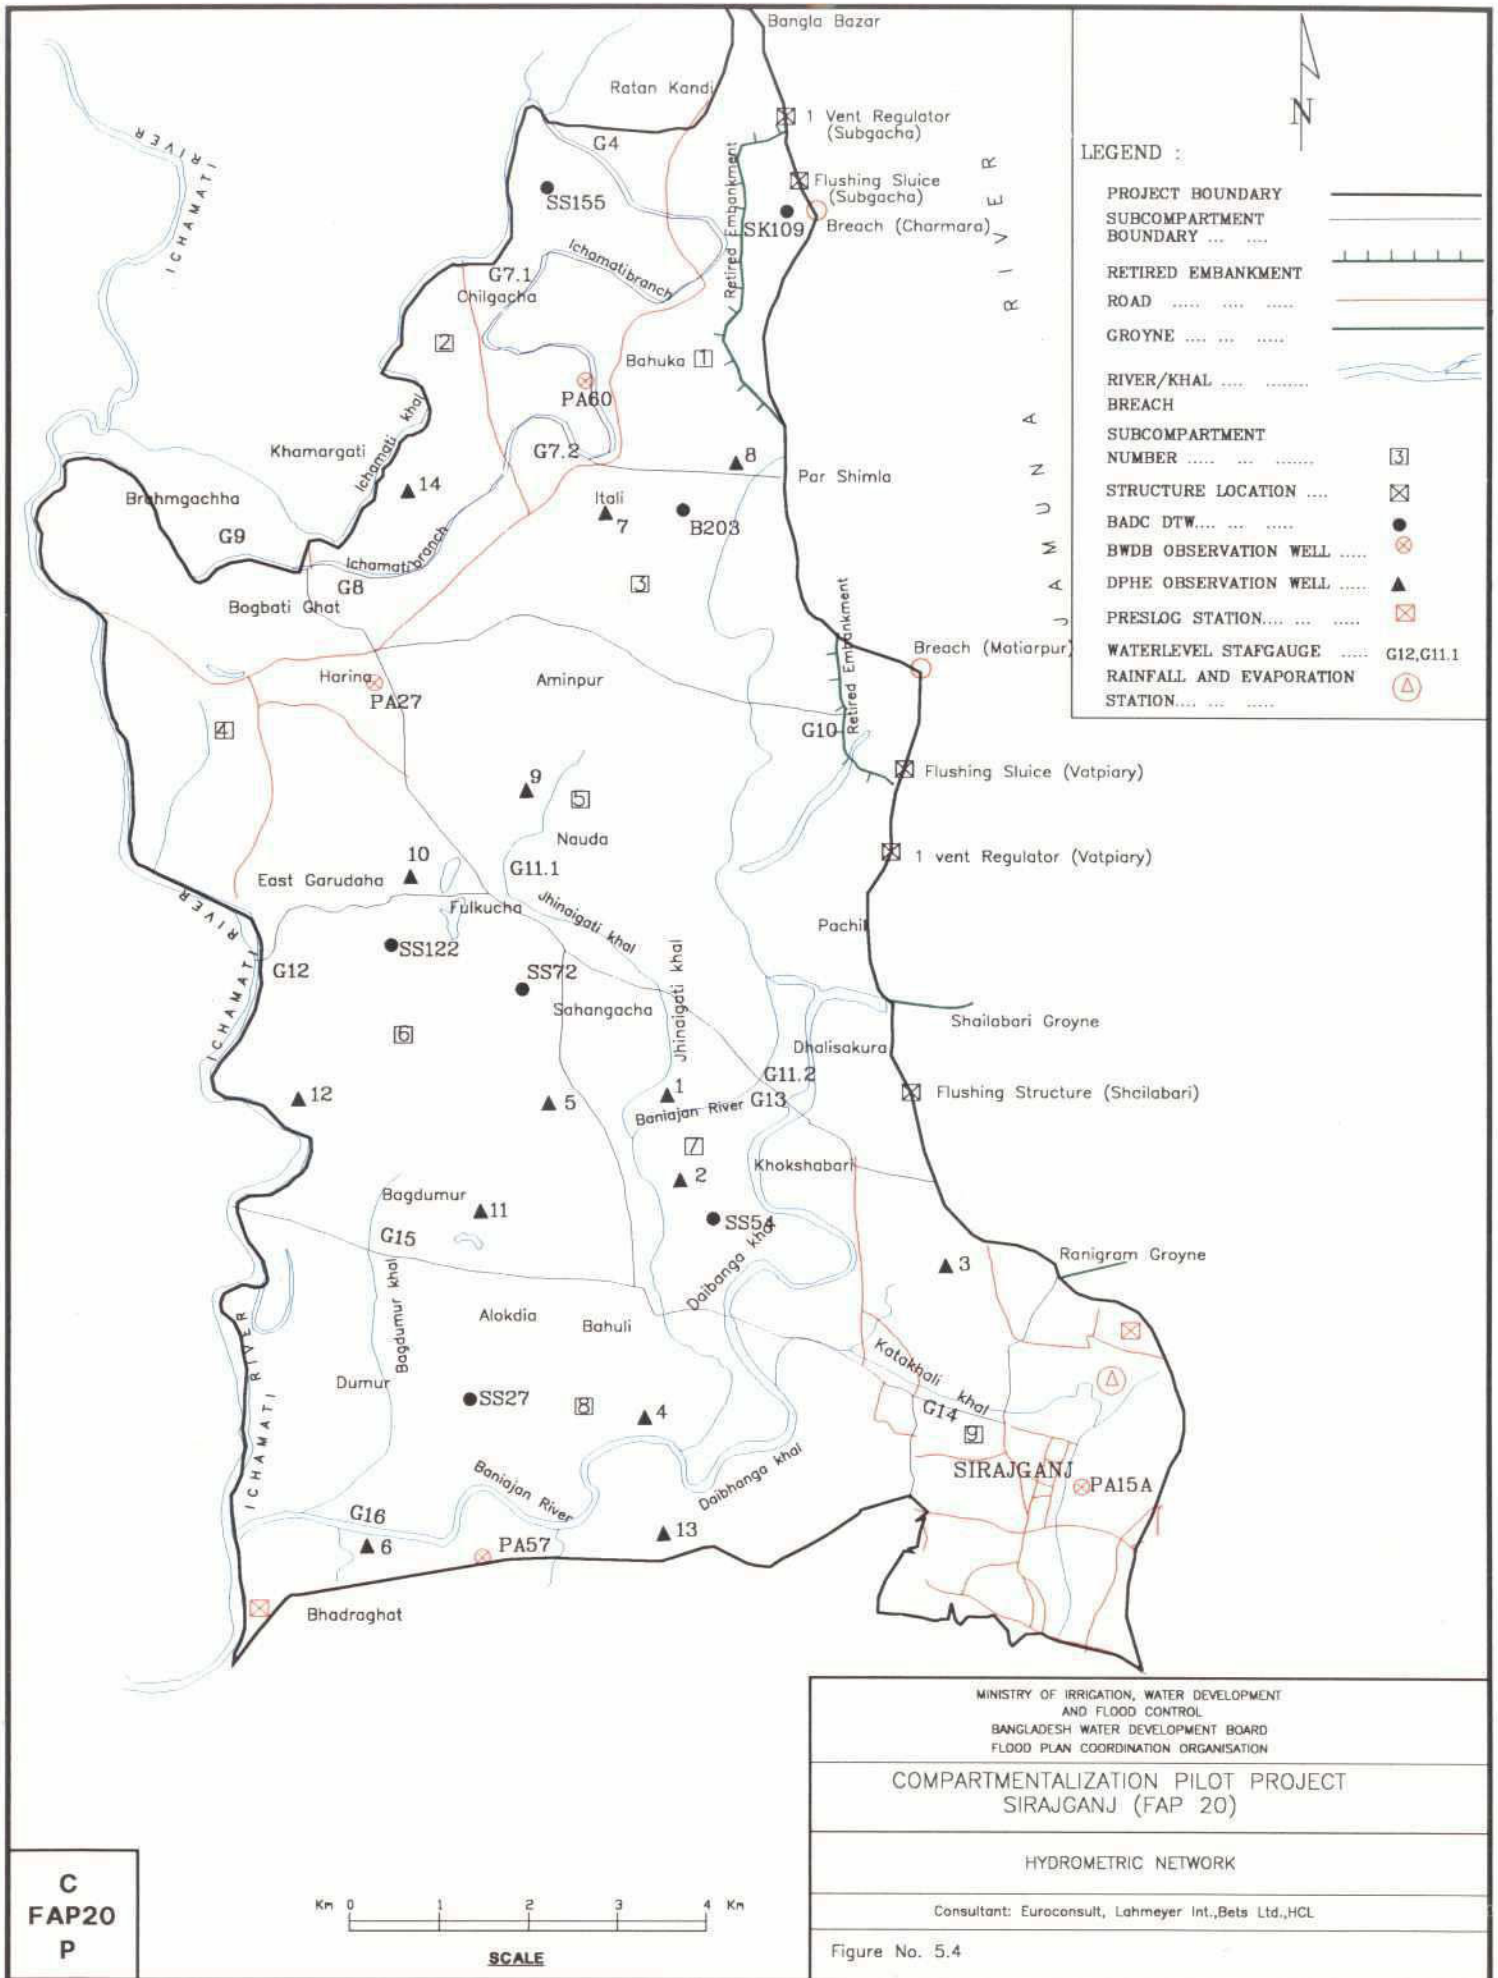 Bangla Bazar
Ratan Kandi
1 Vent Regulator
(Subgacha)
G4
RIVER
ICHAMATI
Retired Embankment
Flushing Sluice
(Subgacha)
SS155
SK109
Breach (Charmara)
JAMUNA RIVER
Ichamatibranch
G7.1
Chilgacha
2
Bahuka 1
PA60
Ichamati khal
G7.2
Khamargati
8
Par Shimla
14
Itali
7
B203
Brahmgachha
G9
Ichamatibranch
G8
3
Bogbati Ghat
Retired Embankment
Breach (Matiarpur)
Harina
PA27
Aminpur
4
G10
Flushing Sluice (Vatpiary)
9
5
Nauda
1 vent Regulator (Vatpiary)
10
G11.1
East Garudaha
Fulkucha
Jhinaigati khal
RIVER
ICHAMATI
Pachil
SS122
G12
SS72
Jhinaigati khal
Sahangacha
Shailabari Groyne
6
Dhalisakura
G11.2
12
5
1
G13
Baniajan River
Flushing Structure (Shailabari)
7
Khokshabari
2
Bagdumur
11
SS54
G15
Daibanga khal
3
Ranigram Groyne
Bagdumur khal
Alokdia
Bahuli
ICHAMATI RIVER
Katakhali khal
Dumur
SS27
8
4
G14
9
SIRAJGANJ
PA15A
Baniajan River
Daibhanga khal
G16
6
PA57
13
Bhadraghat
N
LEGEND :
PROJECT BOUNDARY
SUBCOMPARTMENT
BOUNDARY ... ....
RETIRED EMBANKMENT
ROAD ..... .... .....
GROYNE .... ... .....
RIVER/KHAL .... ........
BREACH
SUBCOMPARTMENT
NUMBER ..... ... ....... 3
STRUCTURE LOCATION ....
BADC DTW.... ... .....
BWDB OBSERVATION WELL .....
DPHE OBSERVATION WELL .....
PRESLOG STATION.... ... .....
WATERLEVEL STAFGAUGE ..... G12,G11.1
RAINFALL AND EVAPORATION
STATION.... ... .....
MINISTRY OF IRRIGATION, WATER DEVELOPMENT
AND FLOOD CONTROL
BANGLADESH WATER DEVELOPMENT BOARD
FLOOD PLAN COORDINATION ORGANISATION
COMPARTMENTALIZATION PILOT PROJECT
SIRAJGANJ (FAP 20)
HYDROMETRIC NETWORK
Consultant: Euroconsult, Lahmeyer Int.,Bets Ltd.,HCL
Figure No. 5.4
C
FAP20
P
Km 0 1 2 3 4 Km
SCALE